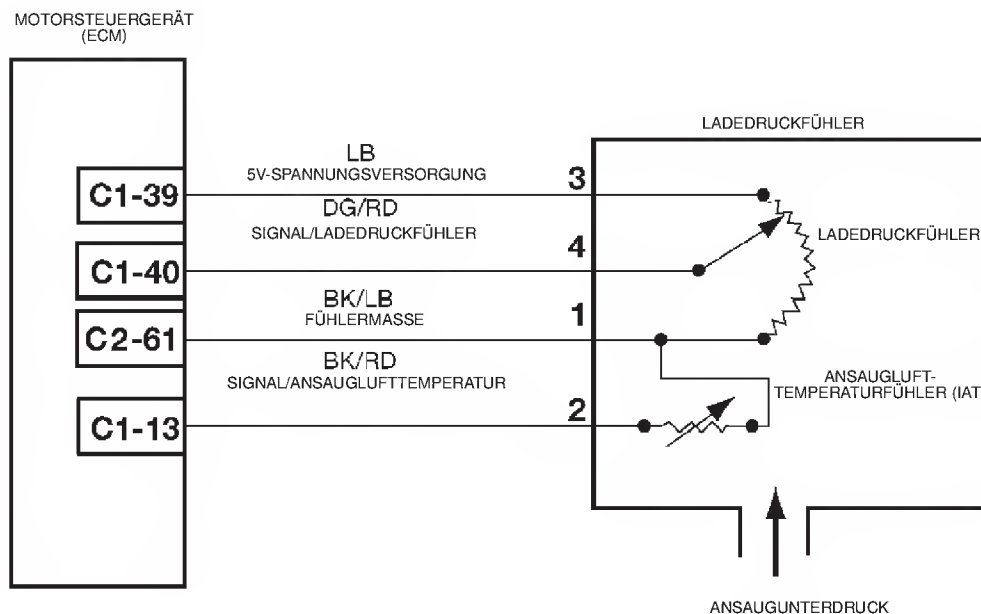 MOTORSTEUERGERÄT
(ECM)
LADEDRUCKFÜHLER
LB
5V-SPANNUNGSVERSORGUNG
3
C1-39
DG/RD
SIGNAL/LADEDRUCKFÜHLER
4
C1-40
LADEDRUCKFÜHLER
BK/LB
FÜHLERMASSE
1
C2-61
BK/RD
SIGNAL/ANSAUGLUFTTEMPERATUR
2
C1-13
ANSAUGLUFT-
TEMPERATURFÜHLER (IAT
ANSAUGUNTERDRUCK